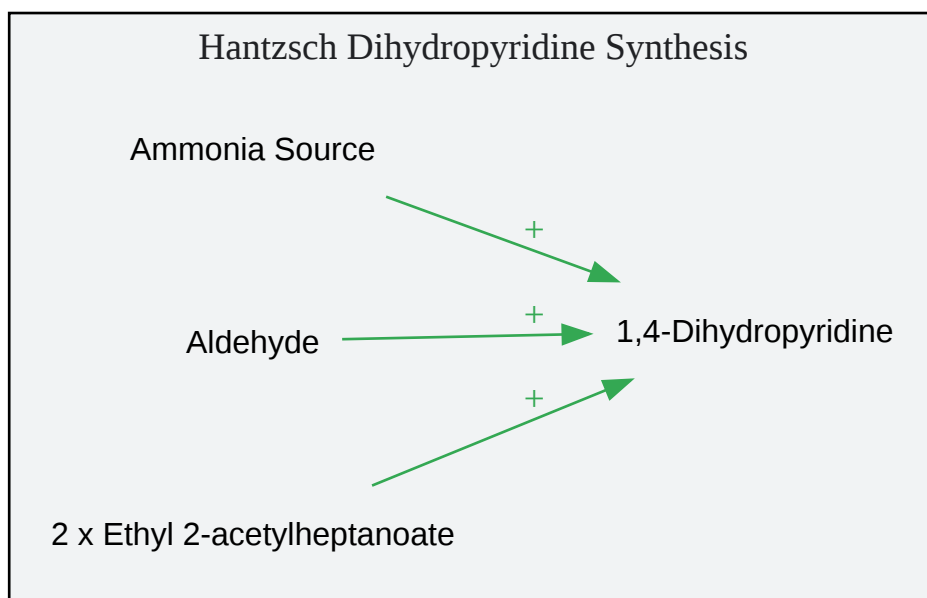 Hantzsch Dihydropyridine Synthesis
Ammonia Source
+
+
Aldehyde
1,4-Dihydropyridine
+
2 x Ethyl 2-acetylheptanoate